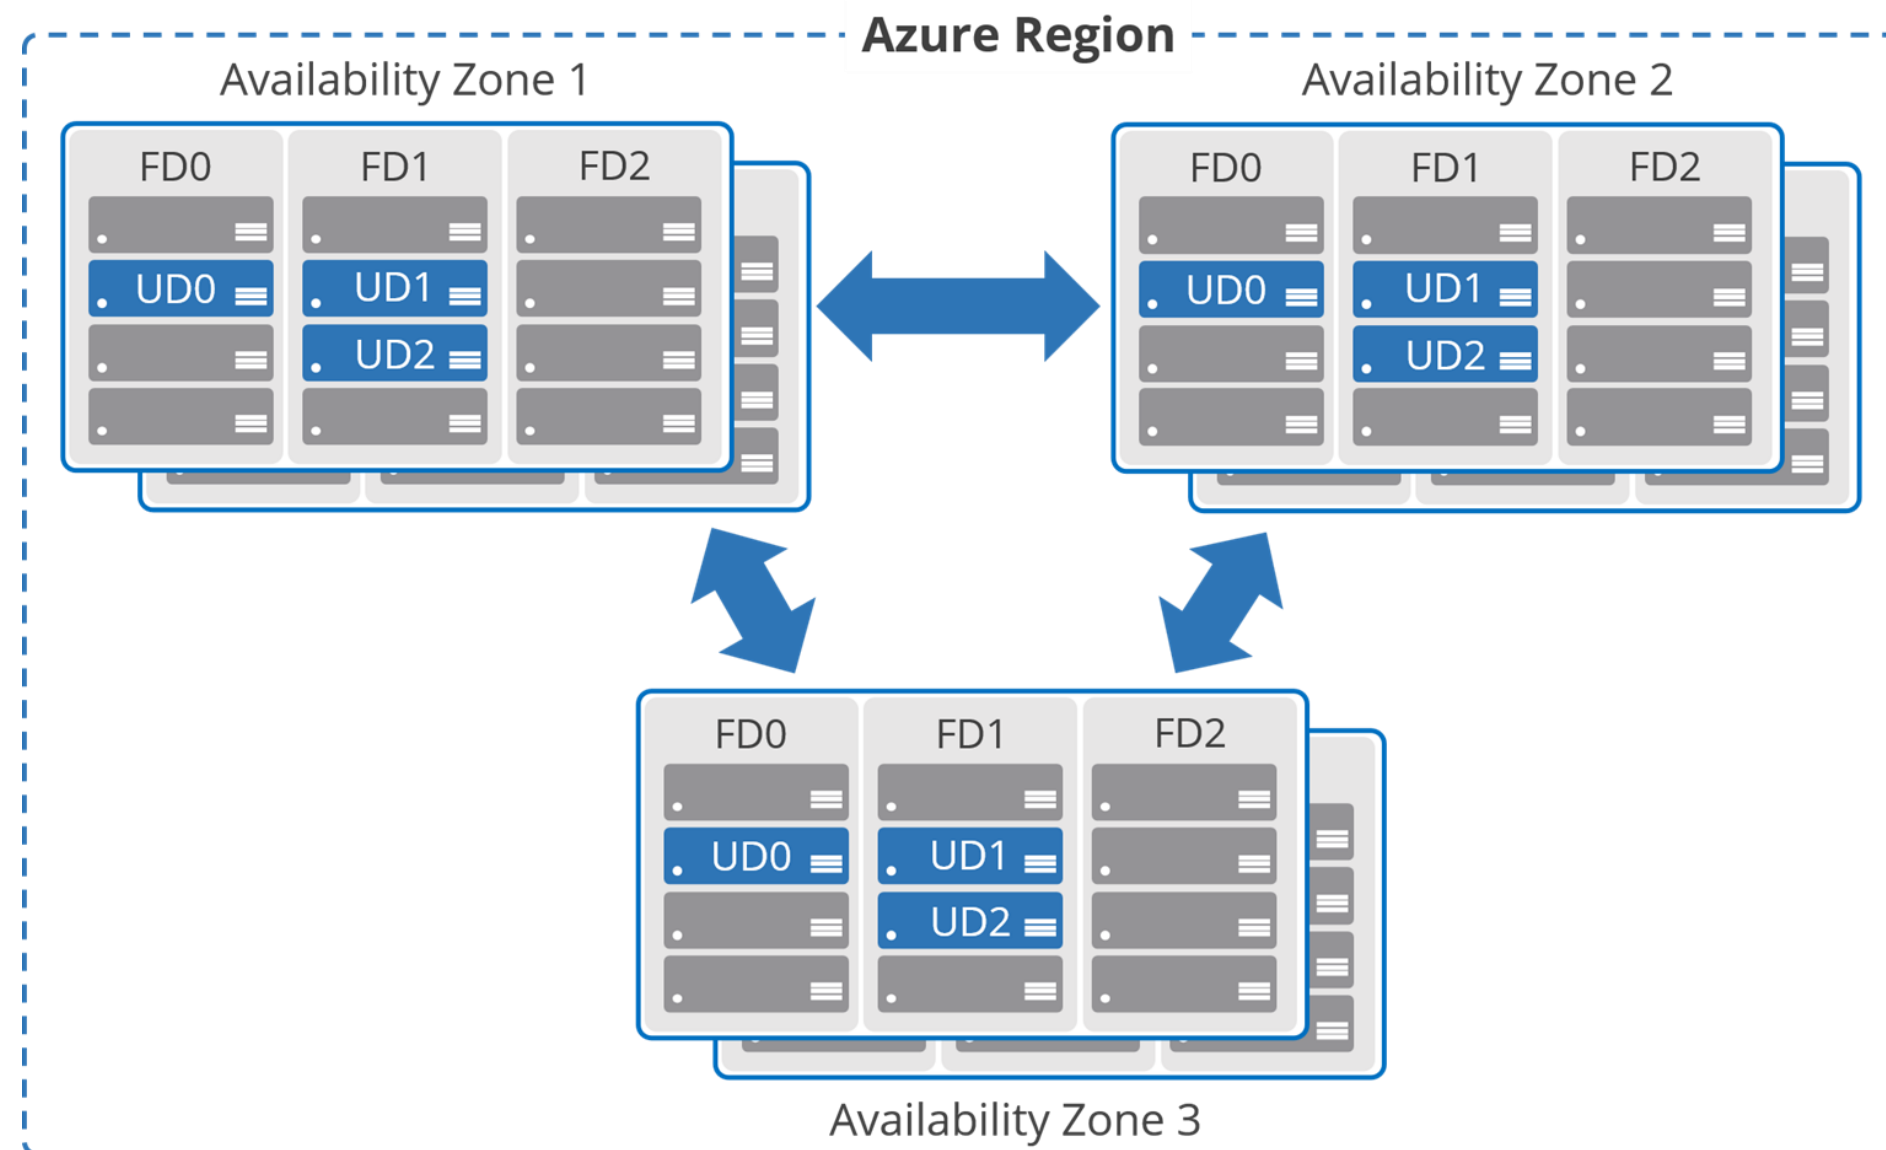 Azure Region
Availability Zone 1
FD0 FD1 FD2
UD0 UD1
UD2
Availability Zone 2
FD0 FD1 FD2
UD0 UD1
UD2
FD0 FD1 FD2
UD0 UD1
UD2
Availability Zone 3